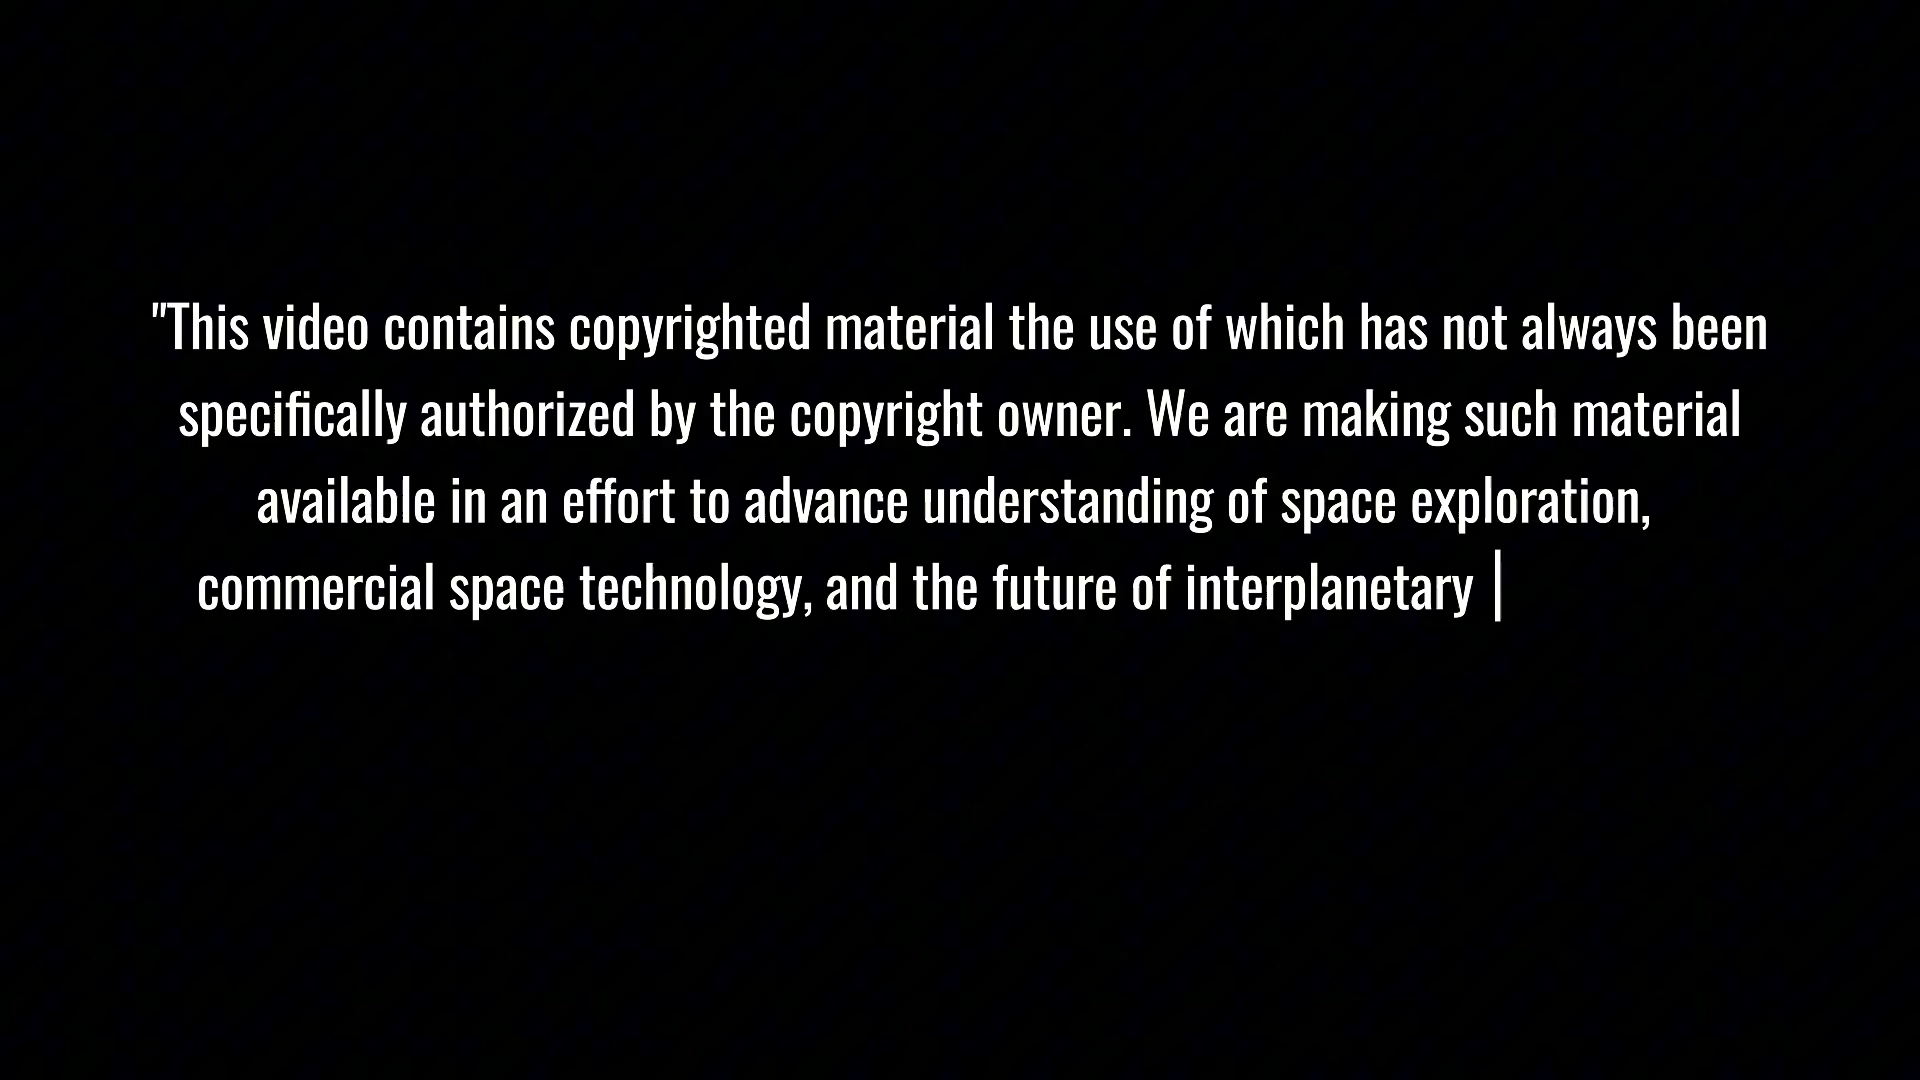 "This video contains copyrighted material the use of which has not always been
specifically authorized by the copyright owner. We are making such material
available in an effort to advance understanding of space exploration,
commercial space technology, and the future of interplanetary